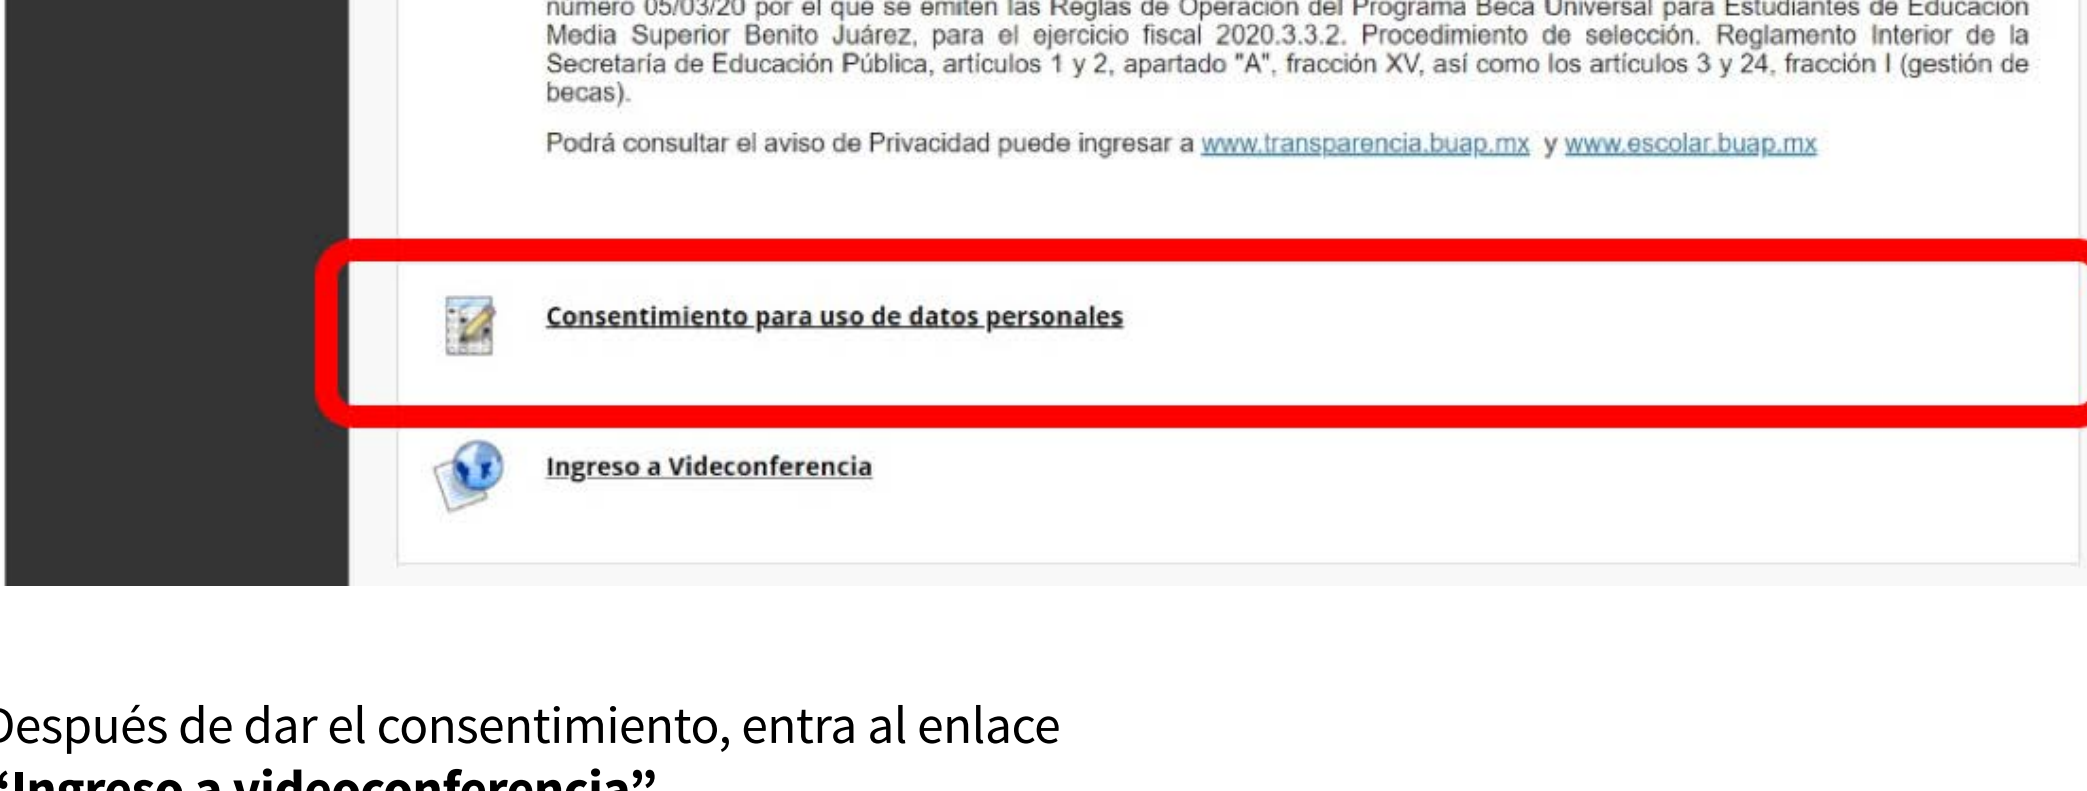 número 05/03/20 por el que se emiten las Reglas de Operación del Programa Beca Universal para Estudiantes de Educación
Media Superior Benito Juárez, para el ejercicio fiscal 2020.3.3.2. Procedimiento de selección. Reglamento Interior de la
Secretaría de Educación Pública, artículos 1 y 2, apartado "A", fracción XV, así como los artículos 3 y 24, fracción I (gestión de
becas).
Podrá consultar el aviso de Privacidad puede ingresar a www.transparencia.buap.mx y www.escolar.buap.mx
Consentimiento para uso de datos personales
Ingreso a Videconferencia
Después de dar el consentimiento, entra al enlace
“Ingreso a videoconferencia”